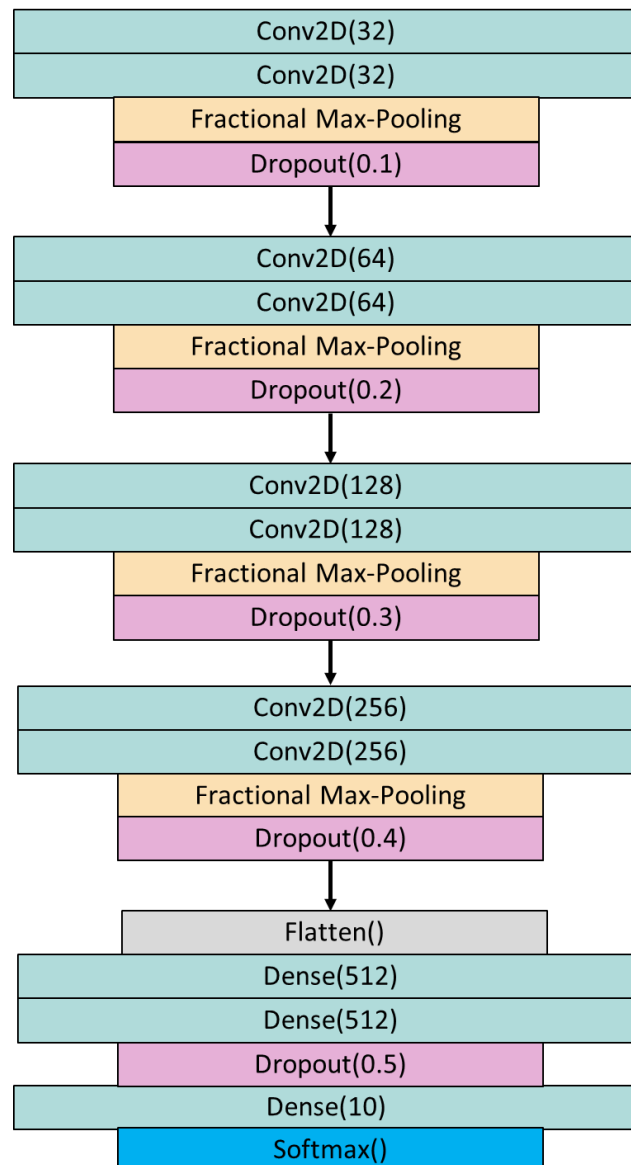 Conv2D(32)
Conv2D(32)
Fractional Max-Pooling
Dropout(0.1)
Conv2D(64)
Conv2D(64)
Fractional Max-Pooling
Dropout(0.2)
Conv2D(128)
Conv2D(128)
Fractional Max-Pooling
Dropout(0.3)
Conv2D(256)
Conv2D(256)
Fractional Max-Pooling
Dropout(0.4)
Flatten()
Dense(512)
Dense(512)
Dropout(0.5)
Dense(10)
Softmax()